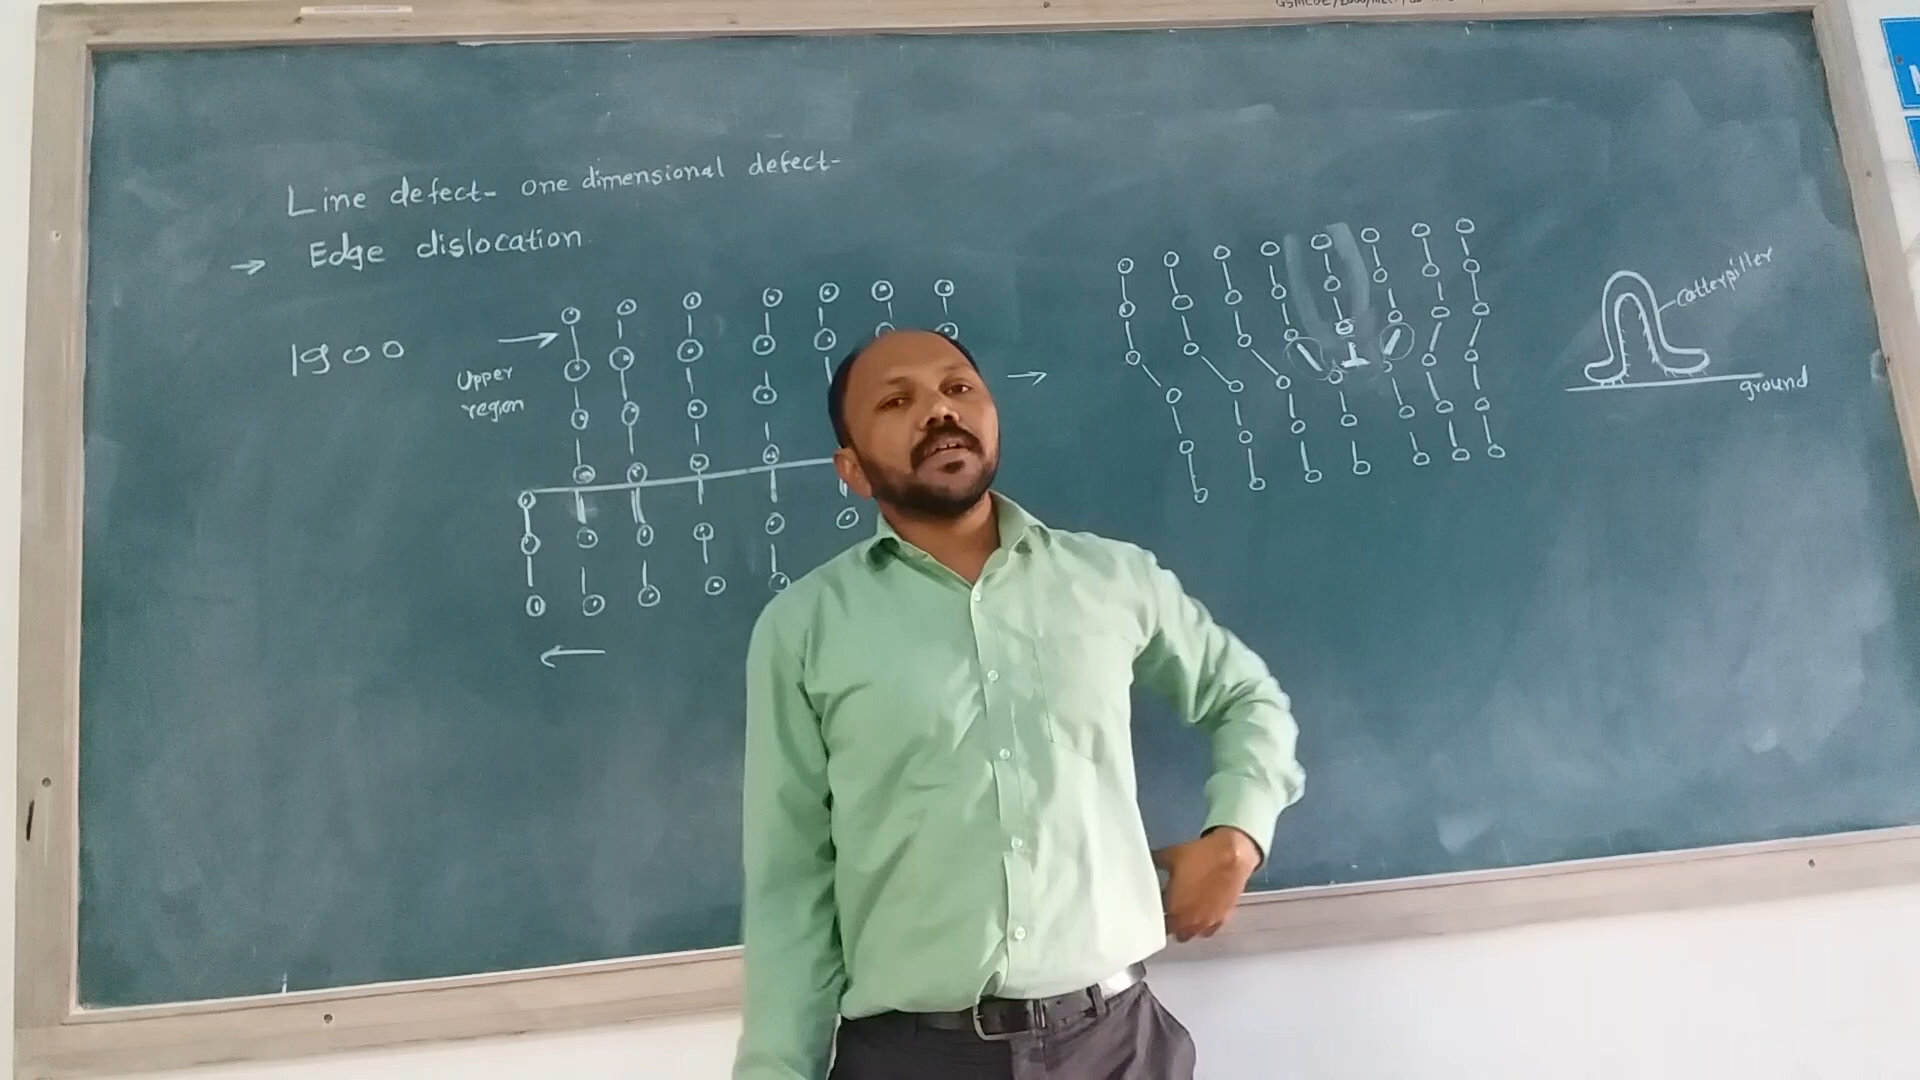 Line defect- one dimensional defect-
→ Edge dislocation
1900
Upper
region
catterpiller
ground